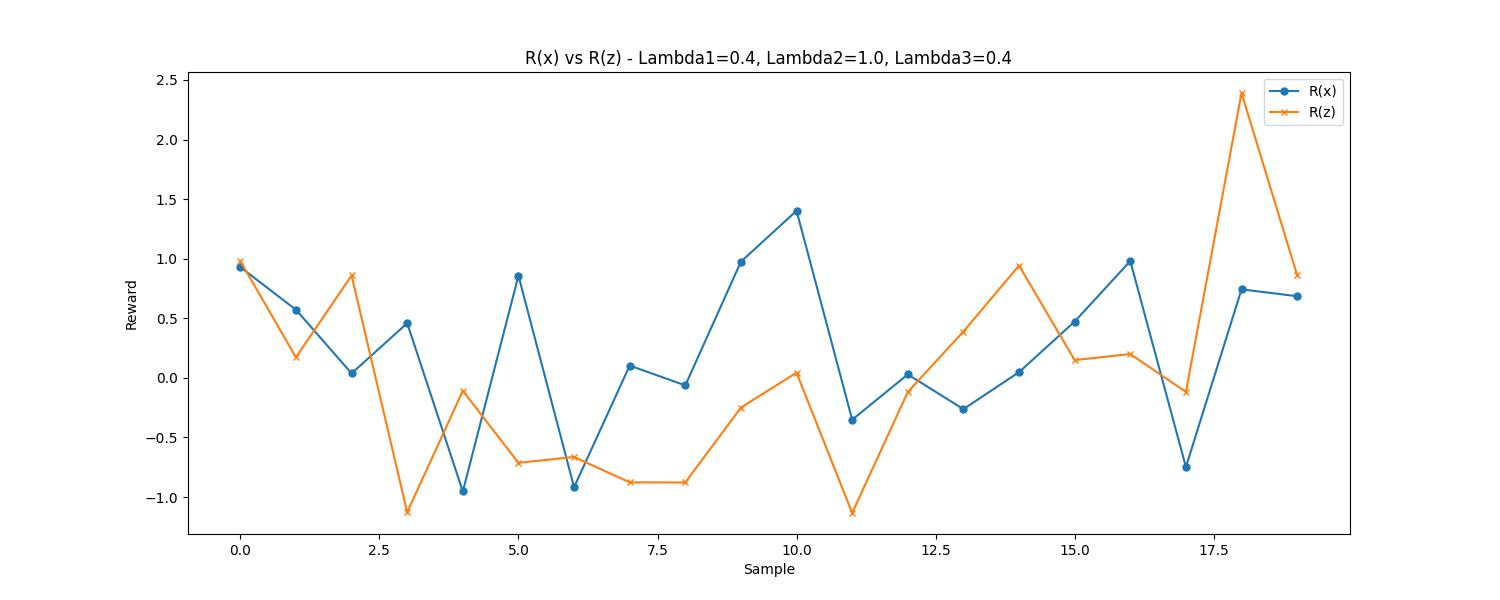 R(x) vs R(z) - Lambda1=0.4, Lambda2=1.0, Lambda3=0.4
R(x)
R(z)
Reward
2.5
2.0
1.5
1.0
0.5
0.0
−0.5
−1.0
0.0 2.5 5.0 7.5 10.0 12.5 15.0 17.5
Sample